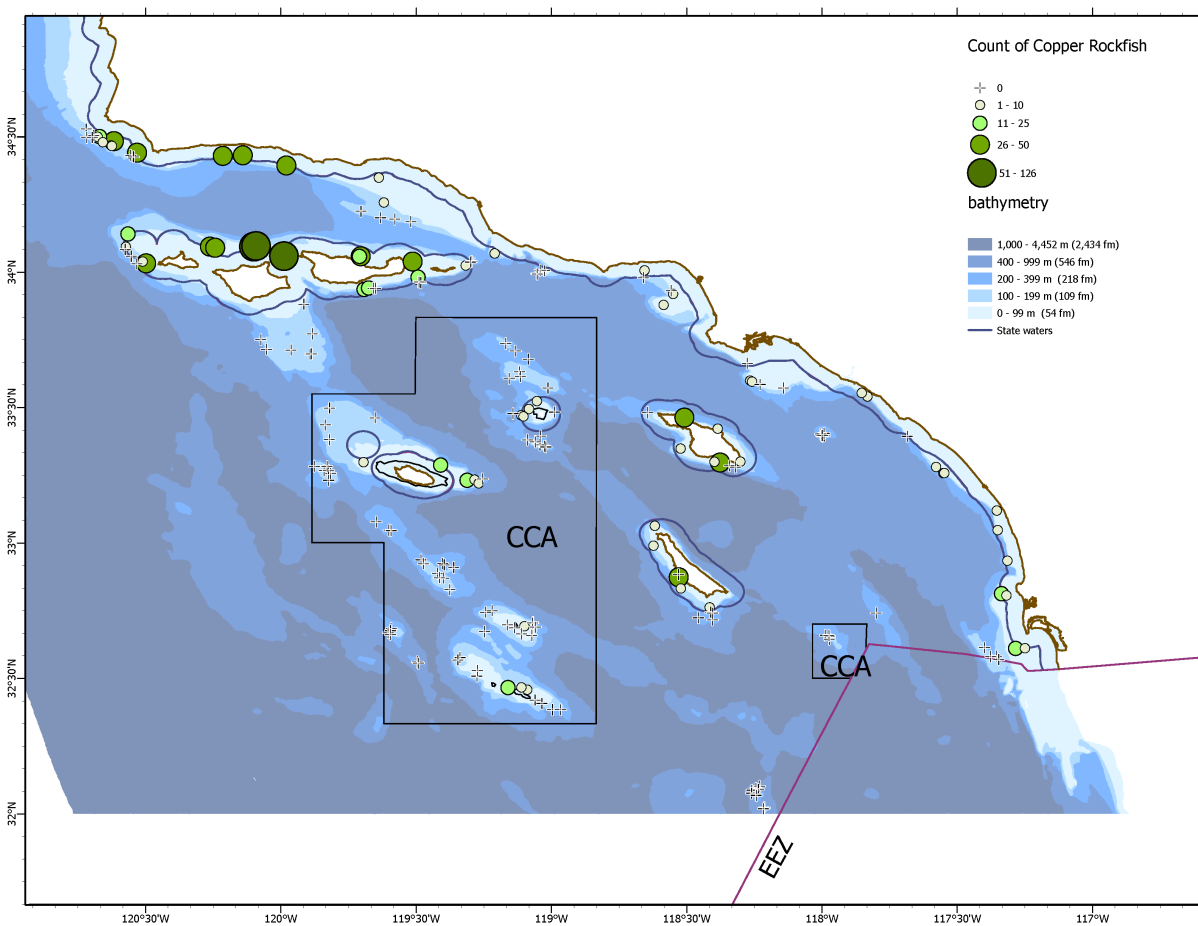 Count of Copper Rockfish
0
1 - 10
11 - 25
26 - 50
51 - 126
bathymetry
1,000 - 4,452 m (2,434 fm)
400 - 999 m (546 fm)
200 - 399 m (218 fm)
100 - 199 m (109 fm)
0 - 99 m (54 fm)
State waters
34°30'N
34°N
33°30'N
33°N
32°30'N
32°N
CCA
CCA
EEZ
120°30'W
120°W
119°30'W
119°W
118°30'W
118°W
117°30'W
117°W